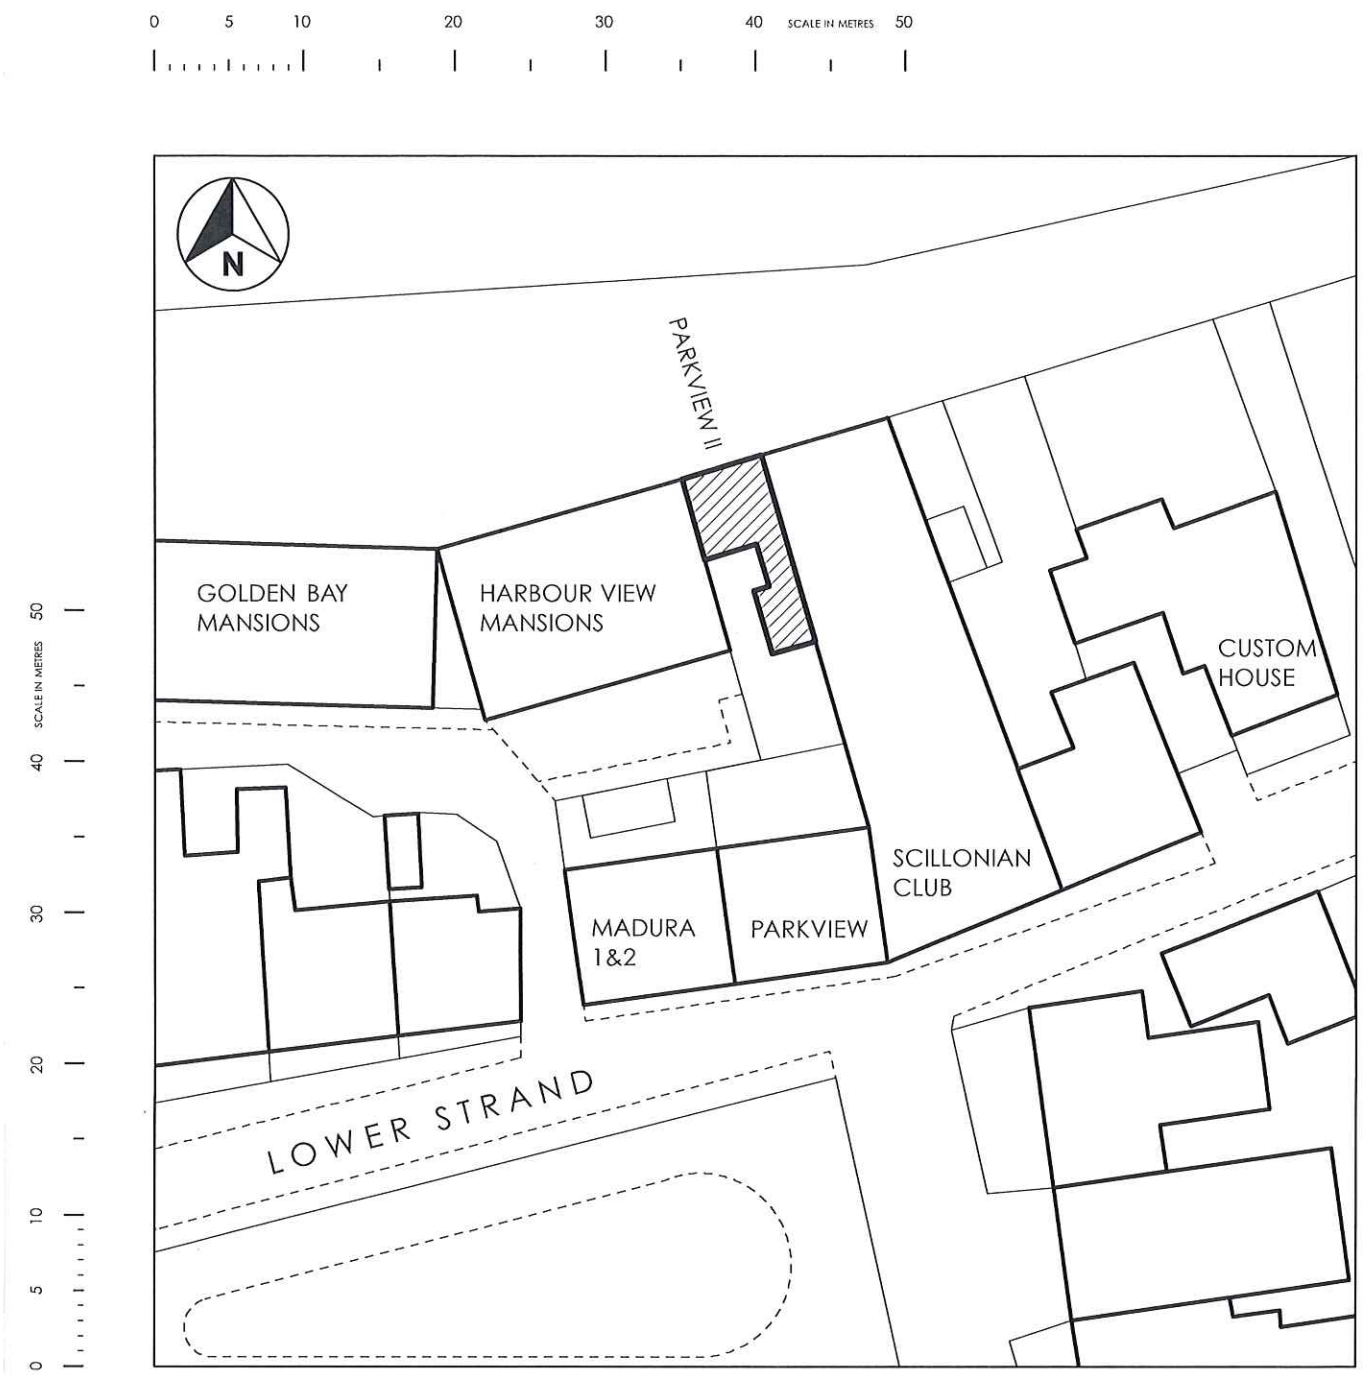 0 5 10 20 30 40 SCALE IN METRES 50
N
PARKVIEW II
GOLDEN BAY
MANSIONS
HARBOUR VIEW
MANSIONS
CUSTOM
HOUSE
SCILLONIAN
CLUB
MADURA
1&2
PARKVIEW
LOWER STRAND
50
SCALE IN METRES
40
30
20
10
5
0